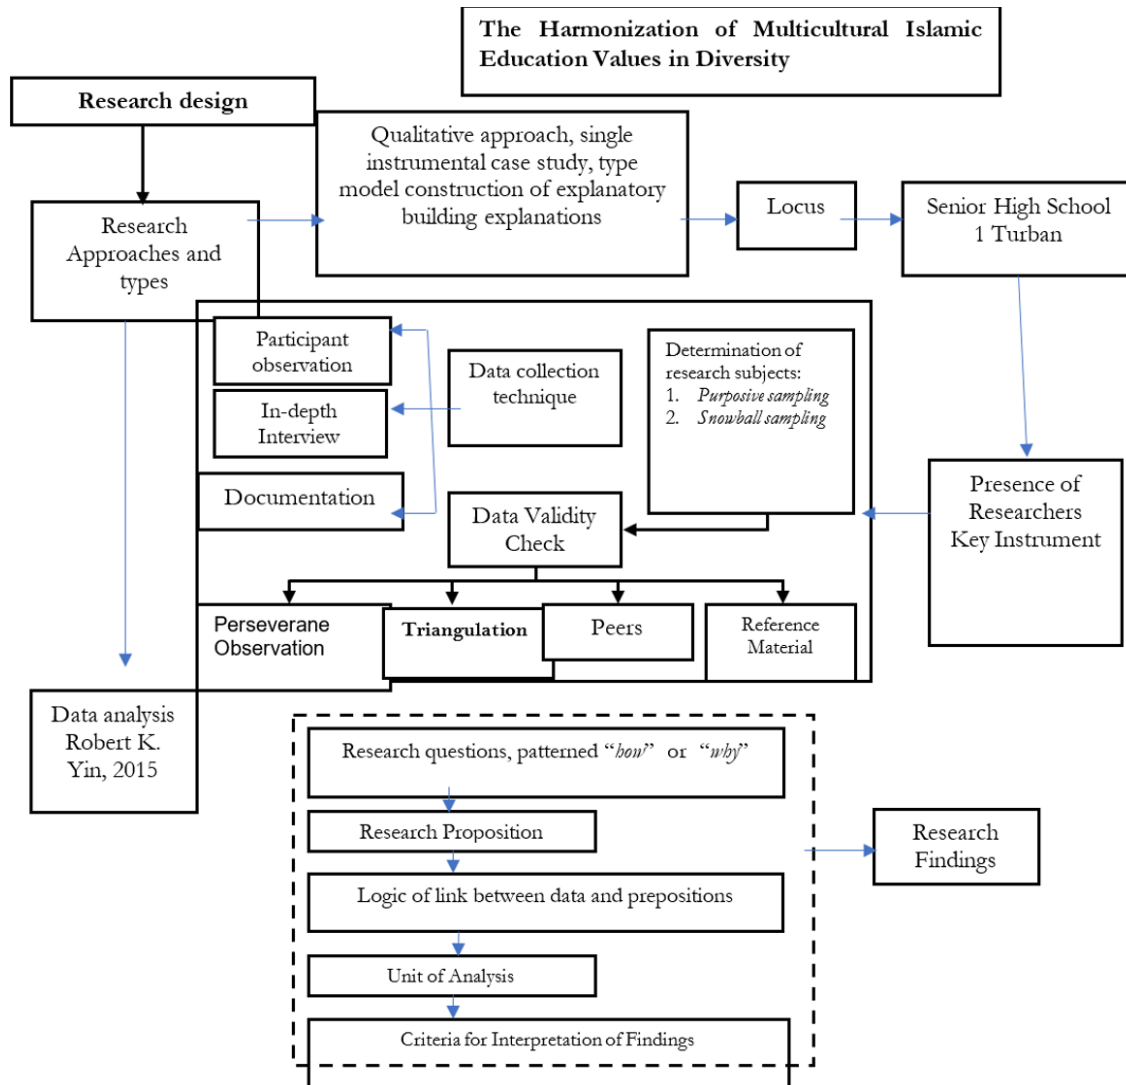 The Harmonization of Multicultural Islamic
Education Values in Diversity
Research design
Qualitative approach, single
instrumental case study, type
model construction of explanatory
building explanations
Research
Approaches and
types
Locus
Senior High School
1 Turban
Participant
observation
In-depth
Interview
Documentation
Data collection
technique
Determination of
research subjects:
1. Purposive sampling
2. Snowball sampling
Presence of
Researchers
Key Instrument
Data Validity
Check
Perseverane
Observation
Triangulation
Peers
Reference
Material
Data analysis
Robert K.
Yin, 2015
Research questions, patterned “how” or “why”
Research Proposition
Logic of link between data and prepositions
Unit of Analysis
Criteria for Interpretation of Findings
Research
Findings